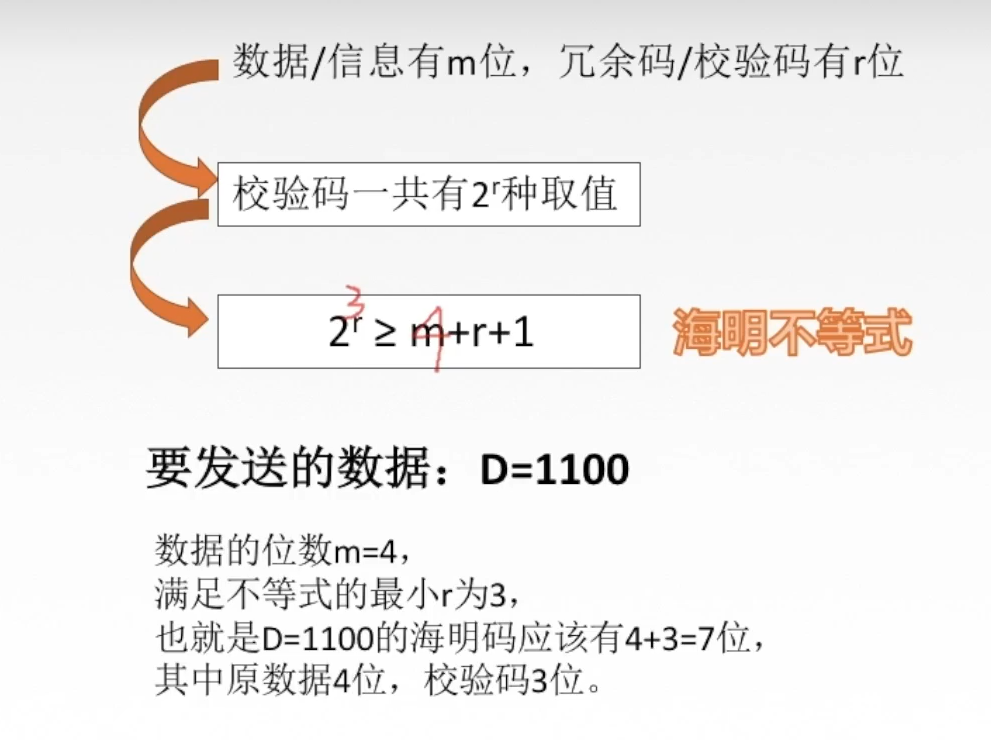 数据/信息有m位，冗余码/校验码有r位
校验码一共有2ʳ种取值
3
4
2ʳ ≥ m+r+1
海明不等式
要发送的数据：D=1100
数据的位数m=4，
满足不等式的最小r为3，
也就是D=1100的海明码应该有4+3=7位，
其中原数据4位，校验码3位。